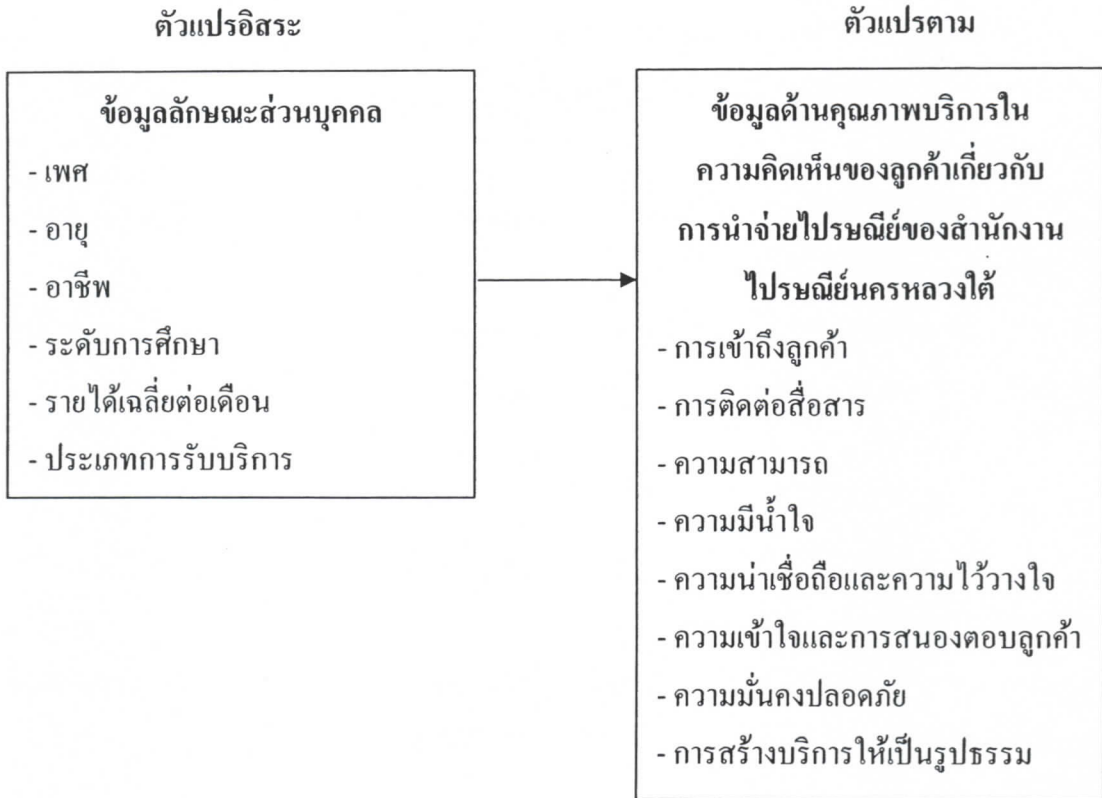 ตัวแปรอิสระ
ข้อมูลลักษณะส่วนบุคคล
- เพศ
- อายุ
- อาชีพ
- ระดับการศึกษา
- รายได้เฉลี่ยต่อเดือน
- ประเภทการรับบริการ
ตัวแปรตาม
ข้อมูลด้านคุณภาพบริการใน
ความคิดเห็นของลูกค้าเกี่ยวกับ
การนำจ่ายไปรษณีย์ของสำนักงาน
ไปรษณีย์นครหลวงใต้
- การเข้าถึงลูกค้า
- การติดต่อสื่อสาร
- ความสามารถ
- ความมีน้ำใจ
- ความน่าเชื่อถือและความไว้วางใจ
- ความเข้าใจและการสนองตอบลูกค้า
- ความมั่นคงปลอดภัย
- การสร้างบริการให้เป็นรูปธรรม